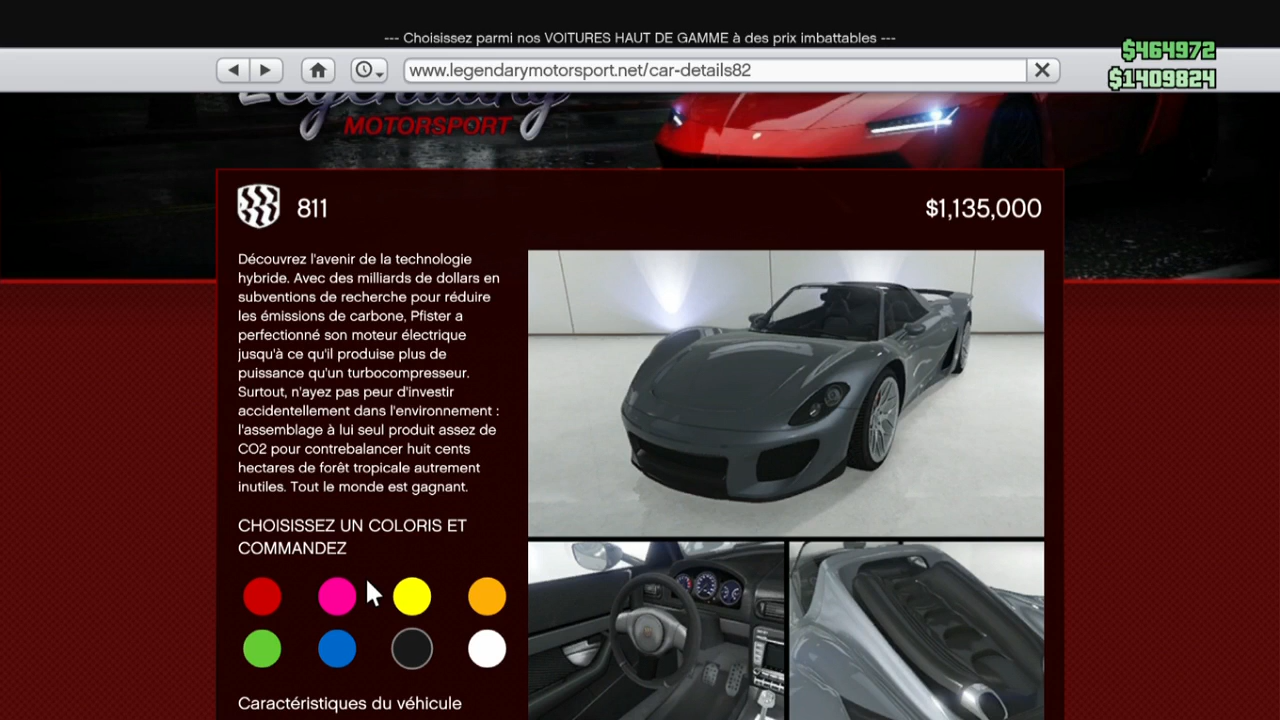 --- Choisissez parmi nos VOITURES HAUT DE GAMME à des prix imbattables ---
$464972
www.legendarymotorsport.net/car-details82
$1409824
Legendary
MOTORSPORT
811
$1,135,000
Découvrez l'avenir de la technologie
hybride. Avec des milliards de dollars en
subventions de recherche pour réduire
les émissions de carbone, Pfister a
perfectionné son moteur électrique
jusqu'à ce qu'il produise plus de
puissance qu'un turbocompresseur.
Surtout, n'ayez pas peur d'investir
accidentellement dans l'environnement :
l'assemblage à lui seul produit assez de
CO2 pour contrebalancer huit cents
hectares de forêt tropicale autrement
inutiles. Tout le monde est gagnant.
CHOISISSEZ UN COLORIS ET
COMMANDEZ
Caractéristiques du véhicule